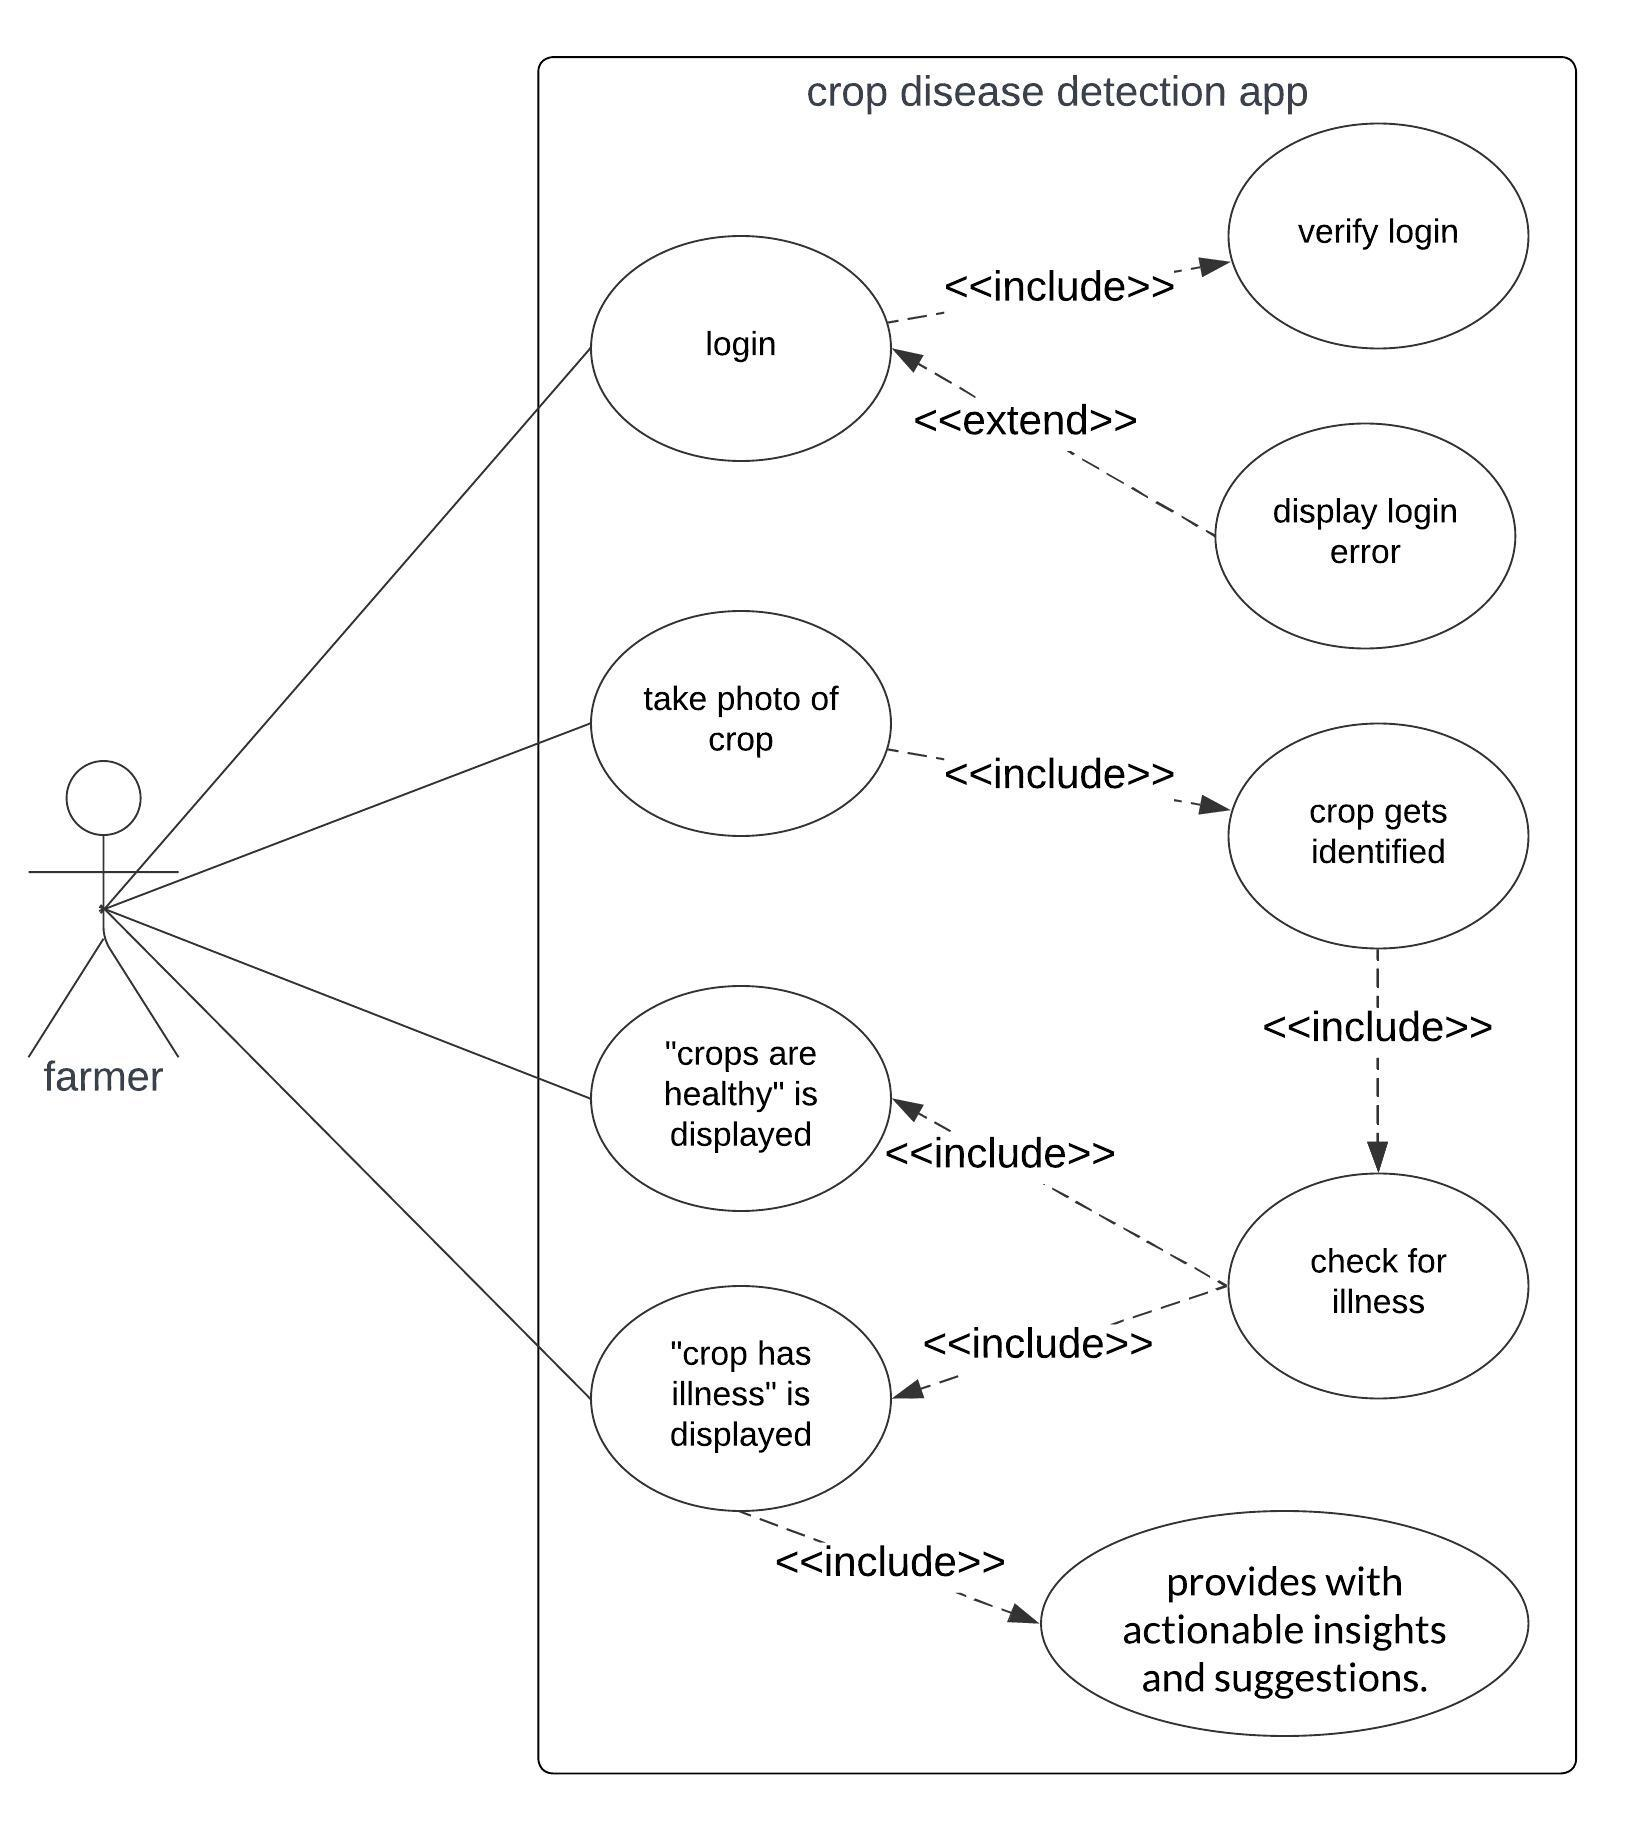 crop disease detection app
verify login
<<include>>
login
<<extend>>
display login
error
take photo of
crop
<<include>>
crop gets
identified
<<include>>
farmer
"crops are
healthy" is
displayed
<<include>>
check for
illness
<<include>>
"crop has
illness" is
displayed
<<include>>
provides with
actionable insights
and suggestions.